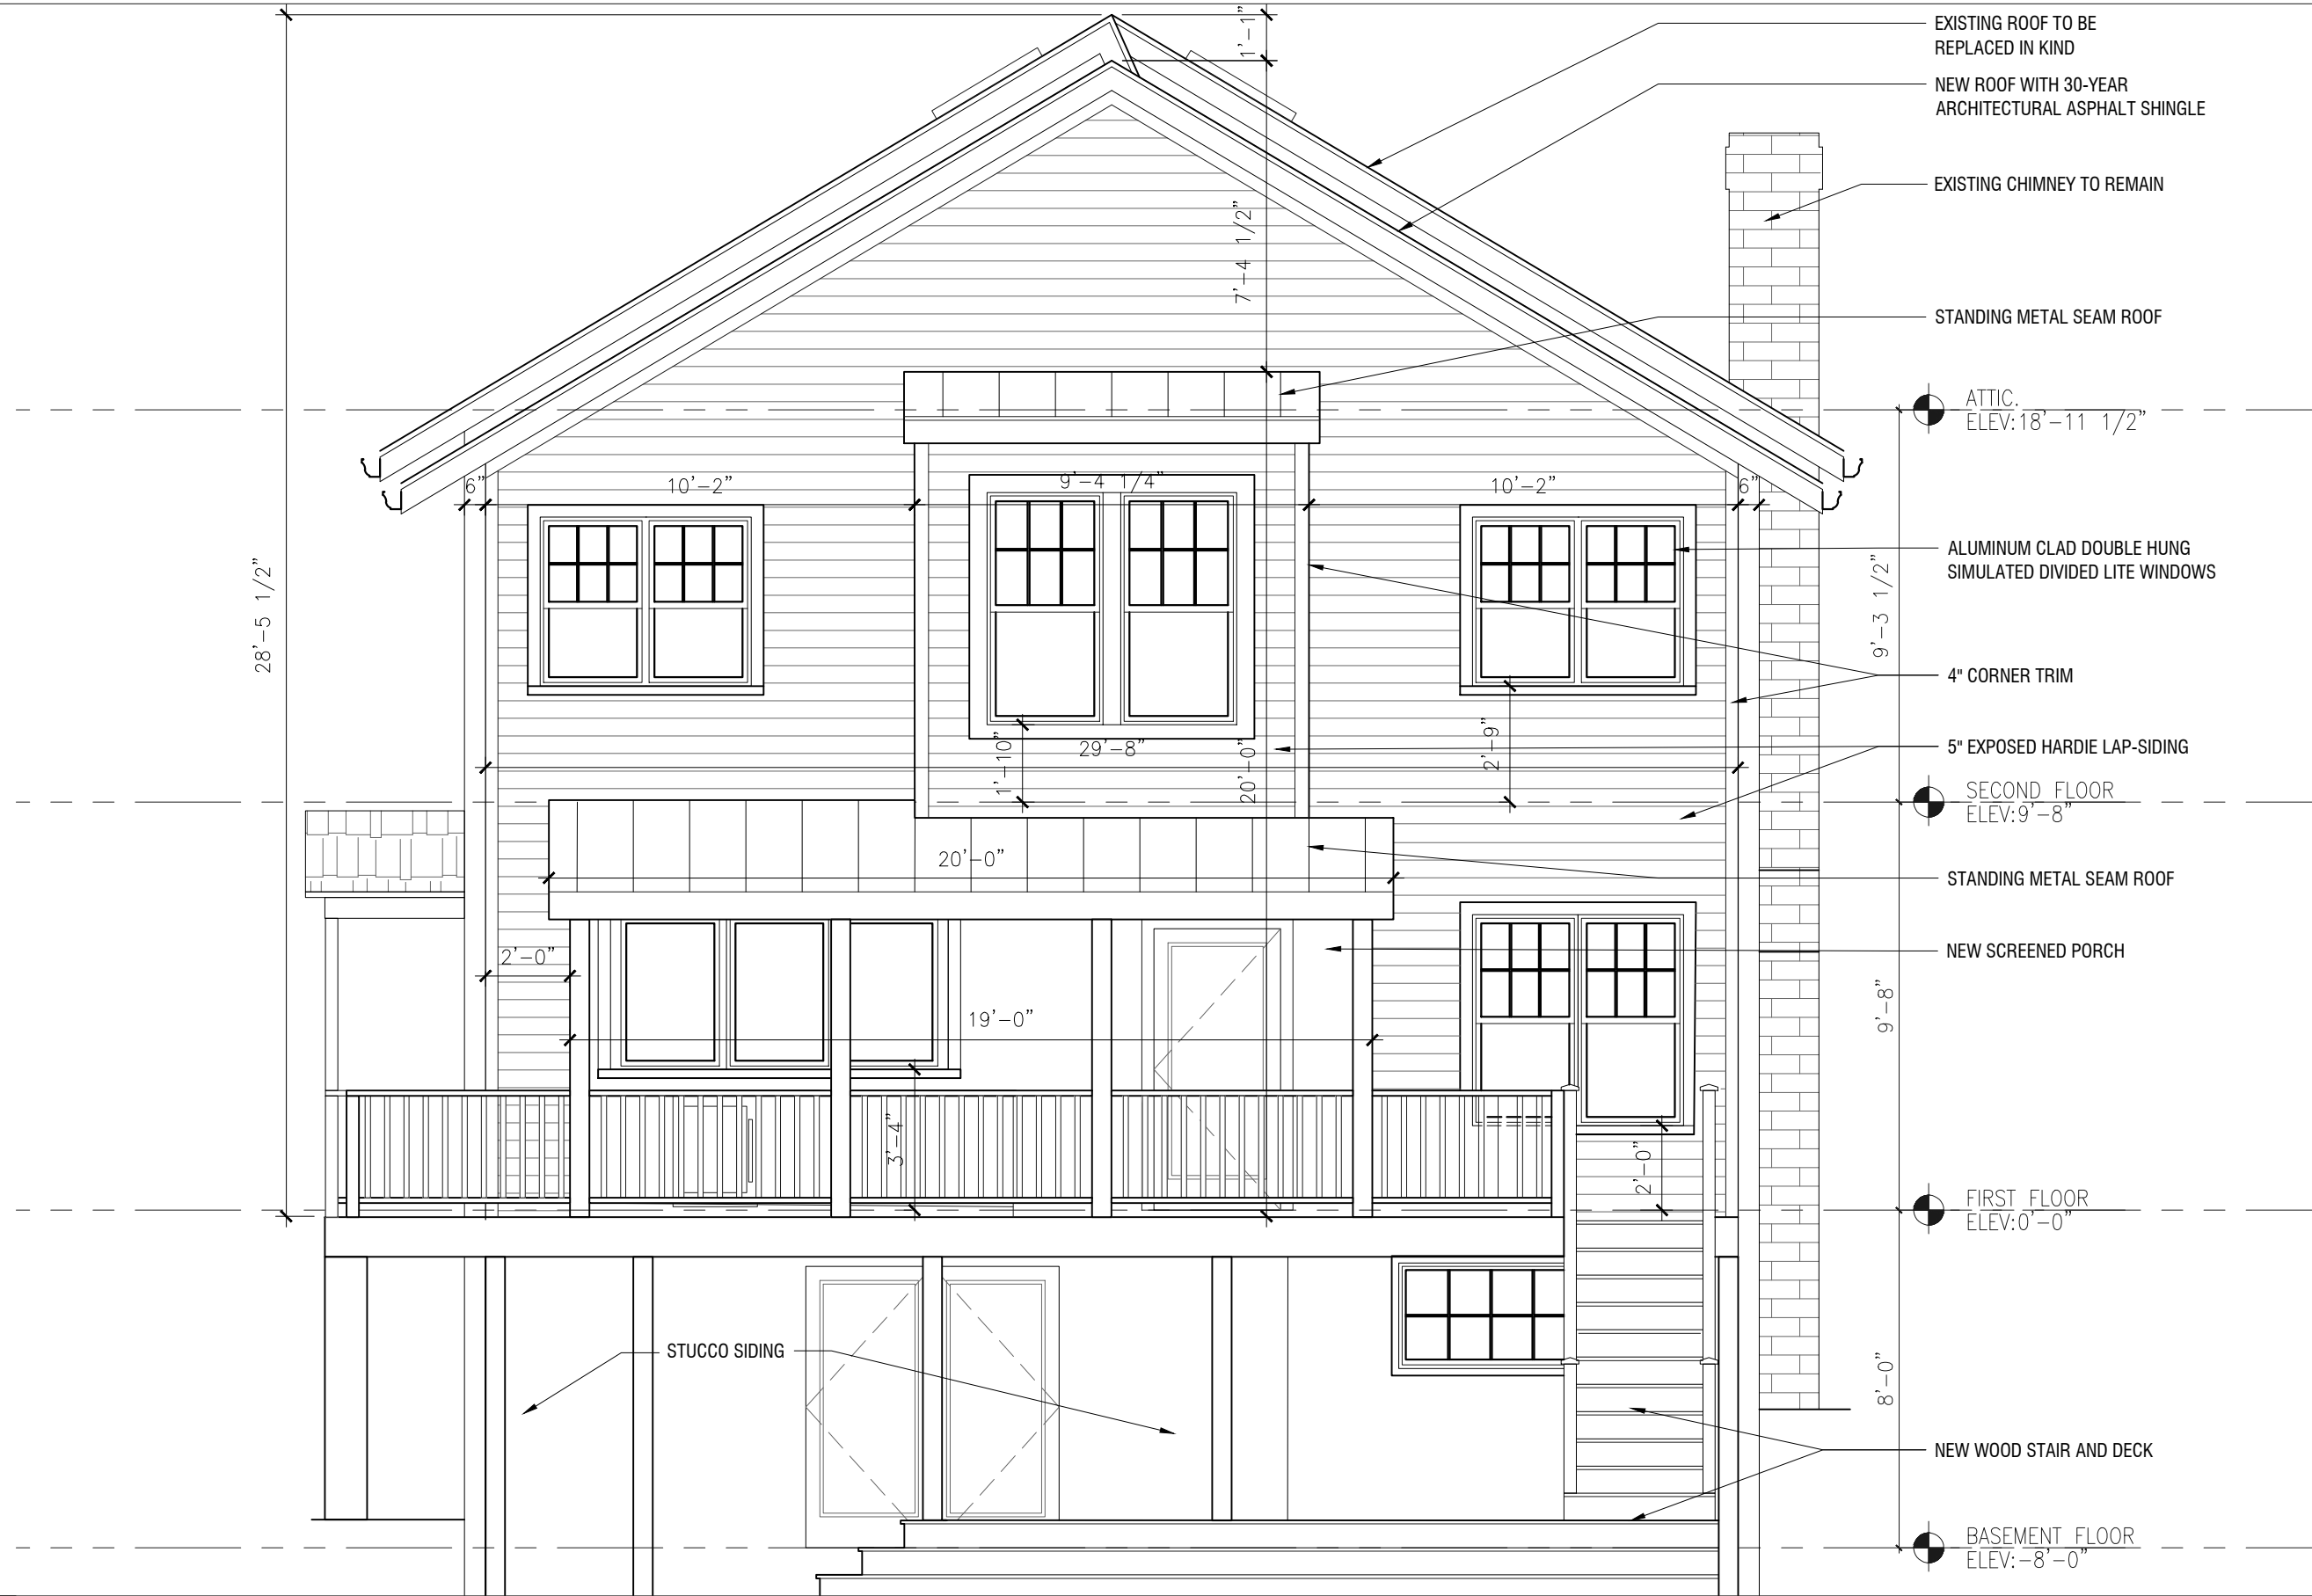 1'-1"
EXISTING ROOF TO BE
REPLACED IN KIND
NEW ROOF WITH 30-YEAR
ARCHITECTURAL ASPHALT SHINGLE
EXISTING CHIMNEY TO REMAIN
7'-4 1/2"
STANDING METAL SEAM ROOF
ATTIC.
ELEV:18'-11 1/2"
6"
10'-2"
9'-4 1/4"
10'-2"
6"
28'-5 1/2"
ALUMINUM CLAD DOUBLE HUNG
SIMULATED DIVIDED LITE WINDOWS
9'-3 1/2"
4" CORNER TRIM
1'-10"
29'-8"
20'-0"
2'-9"
5" EXPOSED HARDIE LAP-SIDING
SECOND FLOOR
ELEV:9'-8"
20'-0"
STANDING METAL SEAM ROOF
2'-0"
NEW SCREENED PORCH
19'-0"
9'-8"
3'-4"
2'-0"
FIRST FLOOR
ELEV:0'-0"
STUCCO SIDING
8'-0"
NEW WOOD STAIR AND DECK
BASEMENT FLOOR
ELEV:-8'-0"